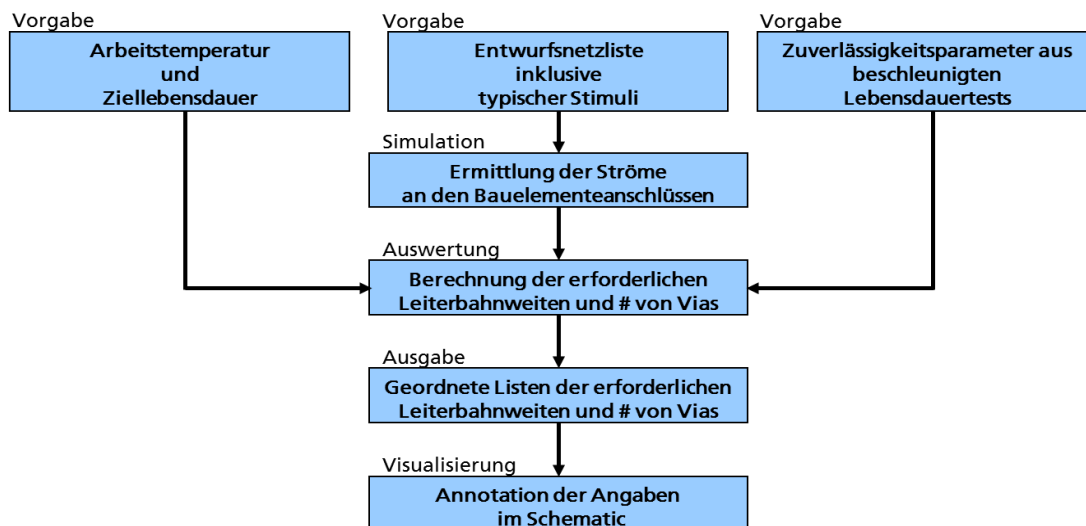 Vorgabe
Arbeitstemperatur
und
Ziellebensdauer
Vorgabe
Entwurfsnetzliste
inklusive
typischer Stimuli
Vorgabe
Zuverlässigkeitsparameter aus
beschleunigten
Lebensdauertests
Simulation
Ermittlung der Ströme
an den Bauelementeanschlüssen
Auswertung
Berechnung der erforderlichen
Leiterbahnweiten und # von Vias
Ausgabe
Geordnete Listen der erforderlichen
Leiterbahnweiten und # von Vias
Visualisierung
Annotation der Angaben
im Schematic